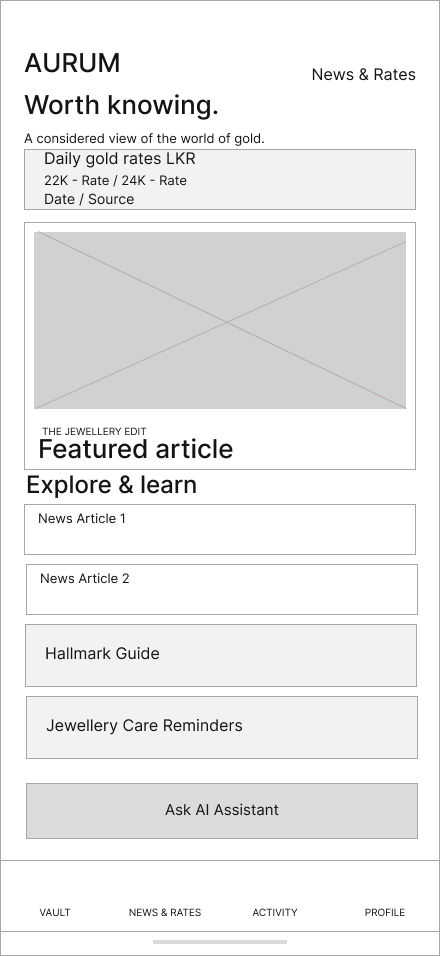 AURUM
News & Rates
Worth knowing.
A considered view of the world of gold.
Daily gold rates LKR
22K - Rate / 24K - Rate
Date / Source
THE JEWELLERY EDIT
Featured article
Explore & learn
News Article 1
News Article 2
Hallmark Guide
Jewellery Care Reminders
Ask AI Assistant
VAULT NEWS & RATES ACTIVITY PROFILE